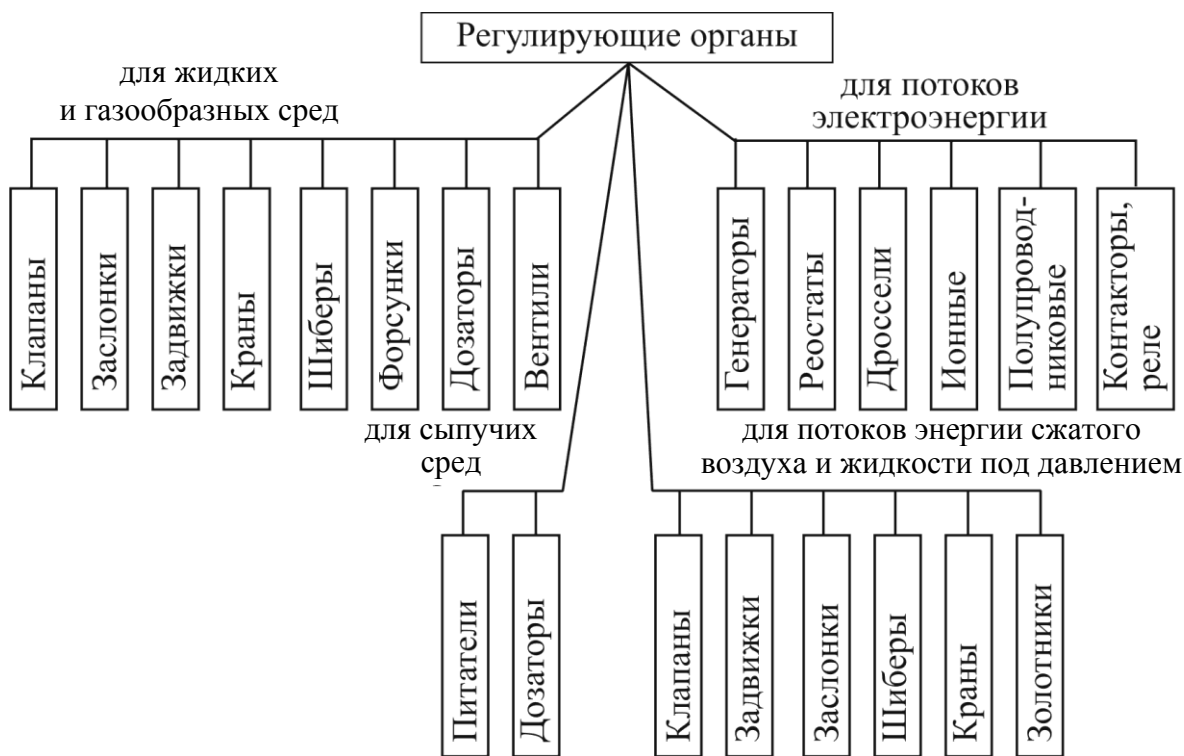 Регулирующие органы
для жидких
и газообразных сред
для потоков
электроэнергии
Клапаны
Заслонки
Задвижки
Краны
Шиберы
Форсунки
Дозаторы
Вентили
Генераторы
Реостаты
Дроссели
Ионные
Полупровод-
никовые
Контакторы,
реле
для сыпучих
сред
для потоков энергии сжатого
воздуха и жидкости под давлением
Питатели
Дозаторы
Клапаны
Задвижки
Заслонки
Шиберы
Краны
Золотники